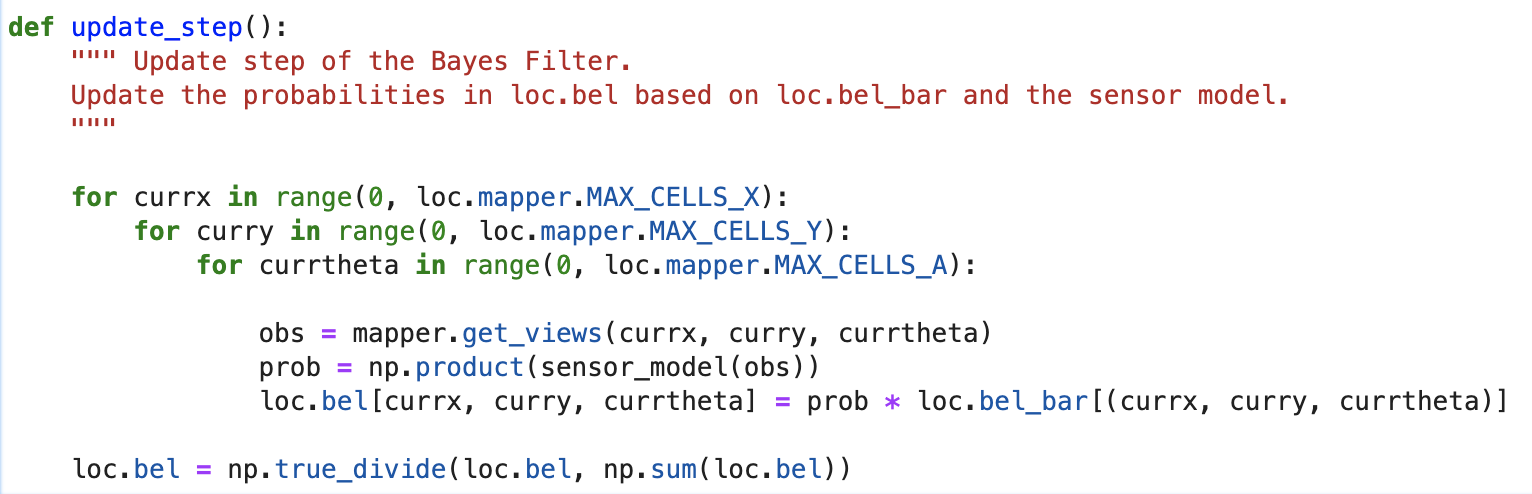 def update_step():
    """ Update step of the Bayes Filter.
    Update the probabilities in loc.bel based on loc.bel_bar and the sensor model.
    """
    for currx in range(0, loc.mapper.MAX_CELLS_X):
        for curry in range(0, loc.mapper.MAX_CELLS_Y):
            for currtheta in range(0, loc.mapper.MAX_CELLS_A):
                obs = mapper.get_views(currx, curry, currtheta)
                prob = np.product(sensor_model(obs))
                loc.bel[currx, curry, currtheta] = prob * loc.bel_bar[(currx, curry, currtheta)]
    loc.bel = np.true_divide(loc.bel, np.sum(loc.bel))